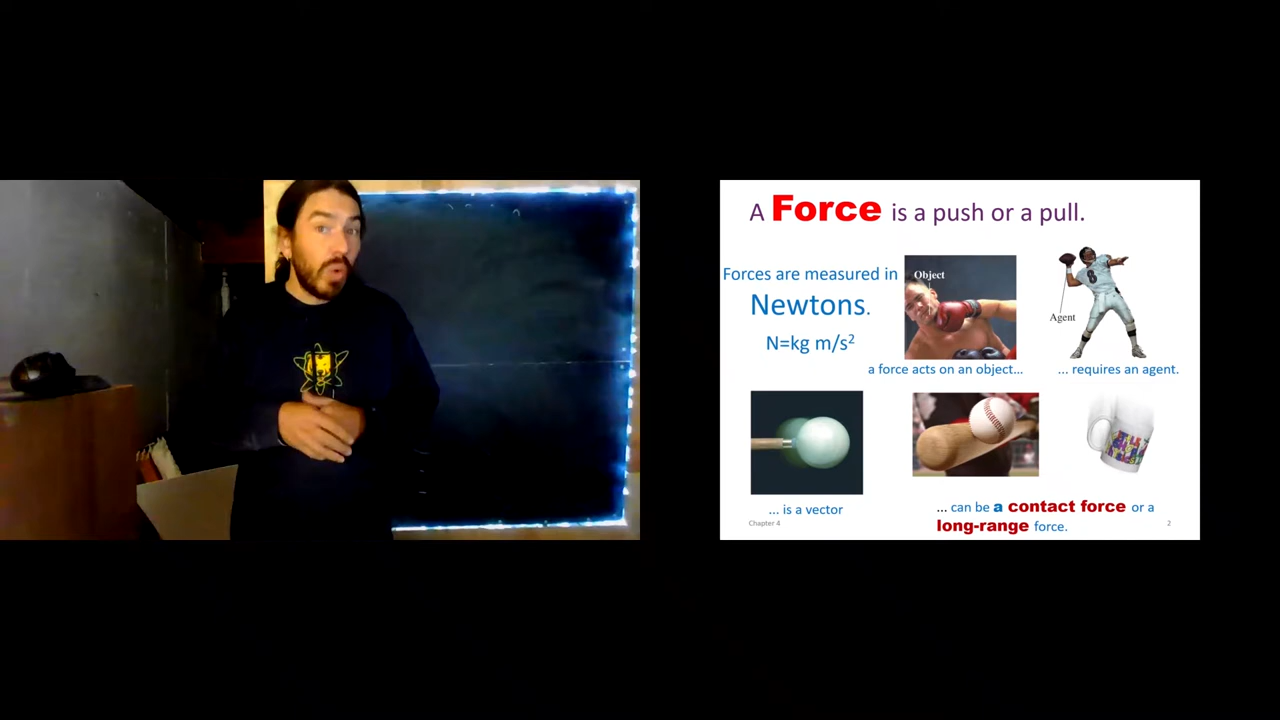 A Force is a push or a pull.
Forces are measured in
Newtons.
N=kg m/s²
Object
Agent
a force acts on an object...
... requires an agent.
... is a vector
... can be a contact force or a
long-range force.
Chapter 4
2